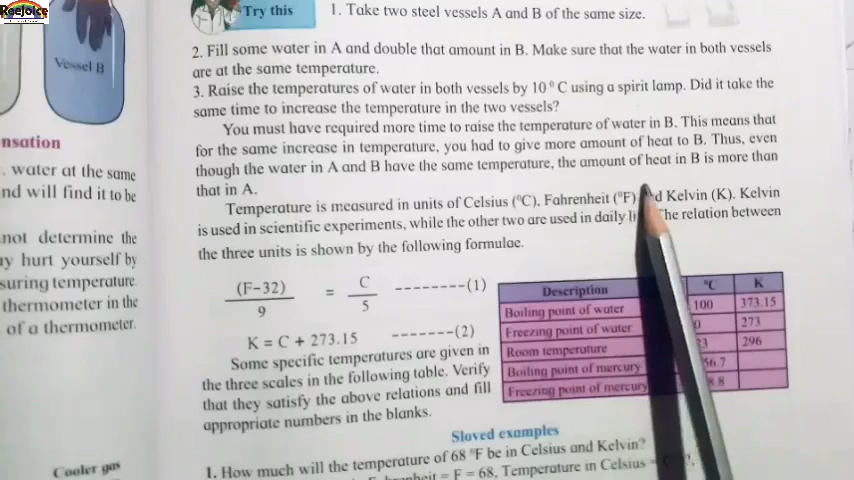 Reejoice
Vessel B
nsation
. water at the same
nd will find it to be
not determine the
y hurt yourself by
suring temperature.
thermometer in the
of a thermometer.
Cooler gas
Try this
1. Take two steel vessels A and B of the same size.
2. Fill some water in A and double that amount in B. Make sure that the water in both vessels
are at the same temperature.
3. Raise the temperatures of water in both vessels by 10 ° C using a spirit lamp. Did it take the
same time to increase the temperature in the two vessels?
You must have required more time to raise the temperature of water in B. This means that
for the same increase in temperature, you had to give more amount of heat to B. Thus, even
though the water in A and B have the same temperature, the amount of heat in B is more than
that in A.
Temperature is measured in units of Celsius (°C), Fahrenheit (°F) Kelvin (K). Kelvin
is used in scientific experiments, while the other two are used in daily The relation between
the three units is shown by the following formulae.
(F-32) / 9 = C / 5 --------(1)
K = C + 273.15 -------(2)
Some specific temperatures are given in
the three scales in the following table. Verify
that they satisfy the above relations and fill
appropriate numbers in the blanks.
Description °C K
Boiling point of water 100 373.15
Freezing point of water 0 273
Room temperature 3 296
Boiling point of mercury 56.7
Freezing point of mercury 8.8
Sloved examples
1. How much will the temperature of 68 °F be in Celsius and Kelvin?
= F = 68, Temperature in Celsius =